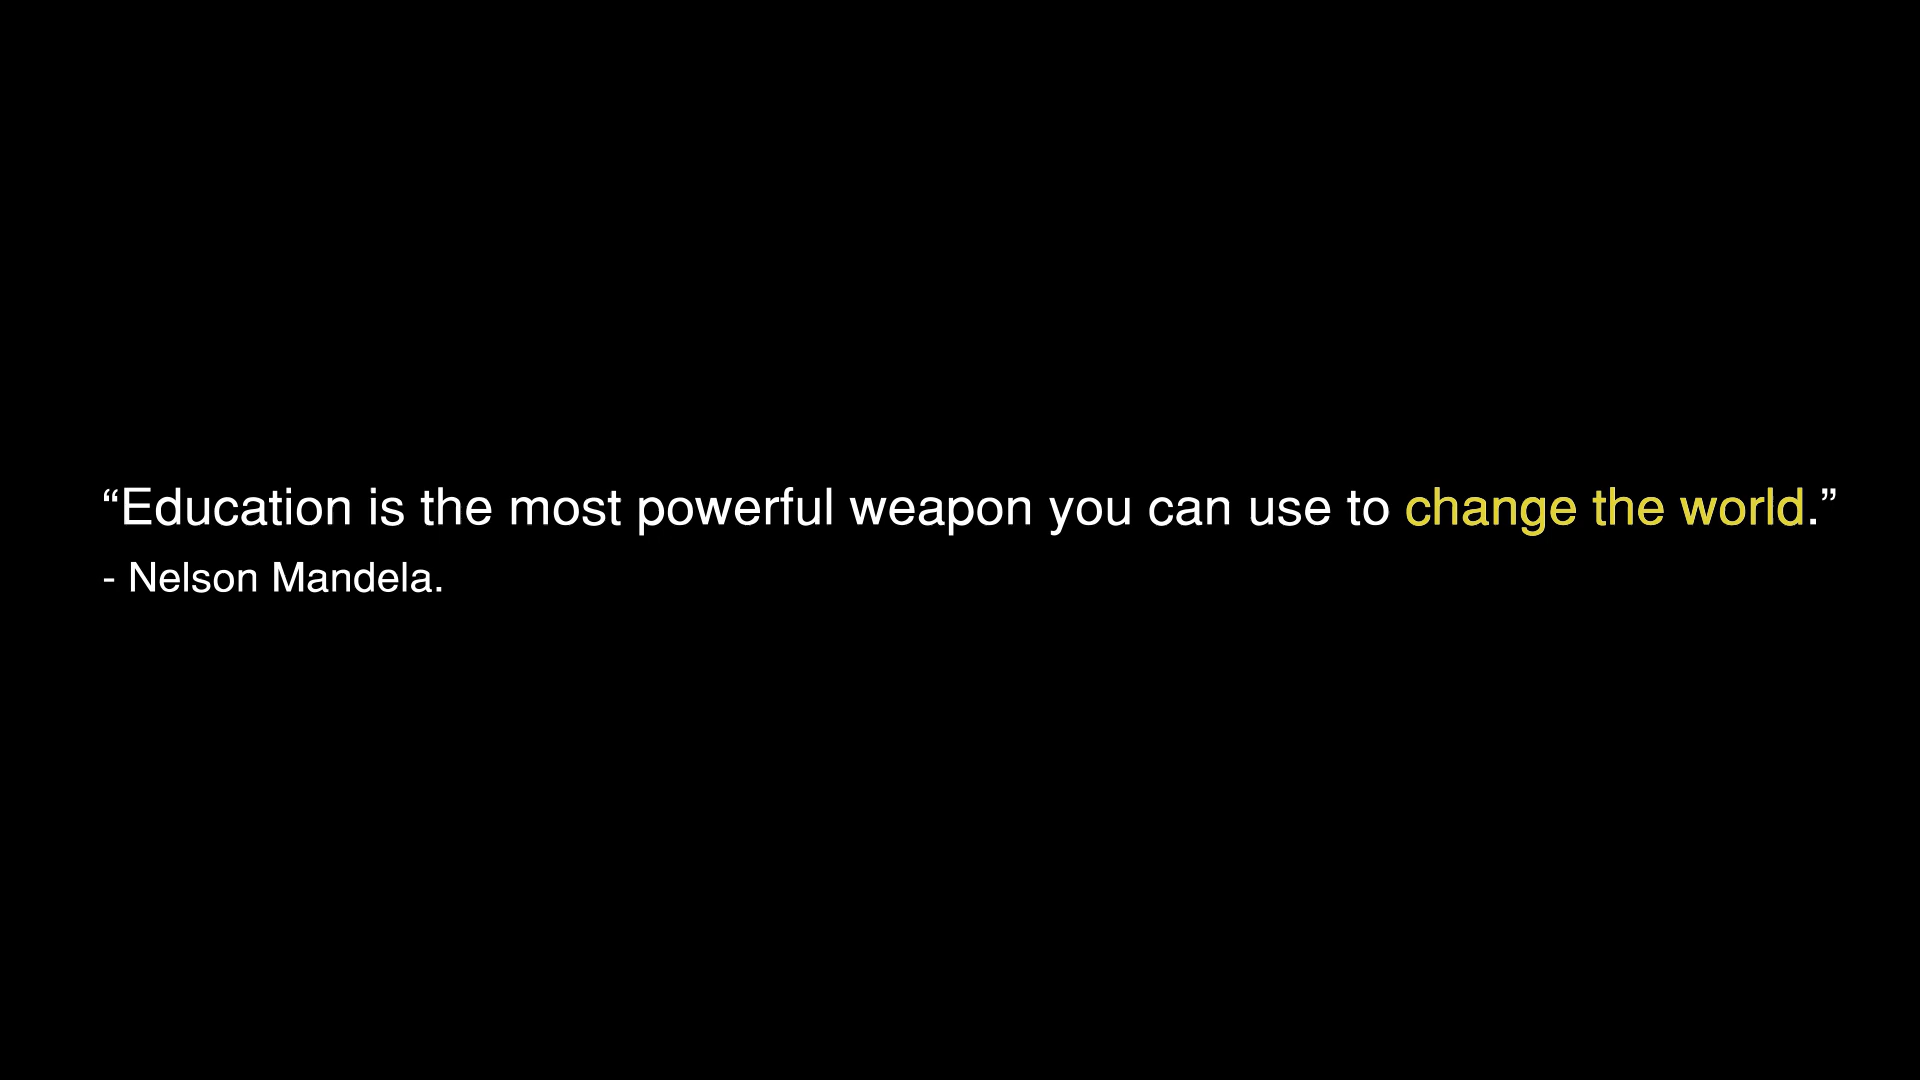 “Education is the most powerful weapon you can use to change the world.”
- Nelson Mandela.